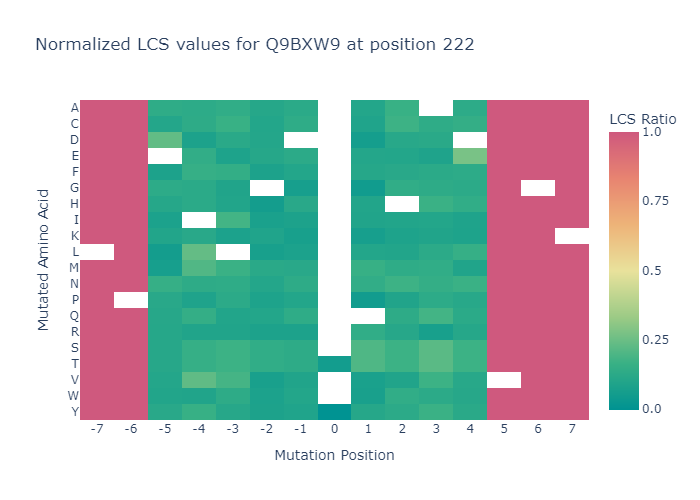 Normalized LCS values for Q9BXW9 at position 222
LCS Ratio
1.0
0.75
0.5
0.25
0.0
Mutated Amino Acid
A
C
D
E
F
G
H
I
K
L
M
N
P
Q
R
S
T
V
W
Y
-7 -6 -5 -4 -3 -2 -1 0 1 2 3 4 5 6 7
Mutation Position